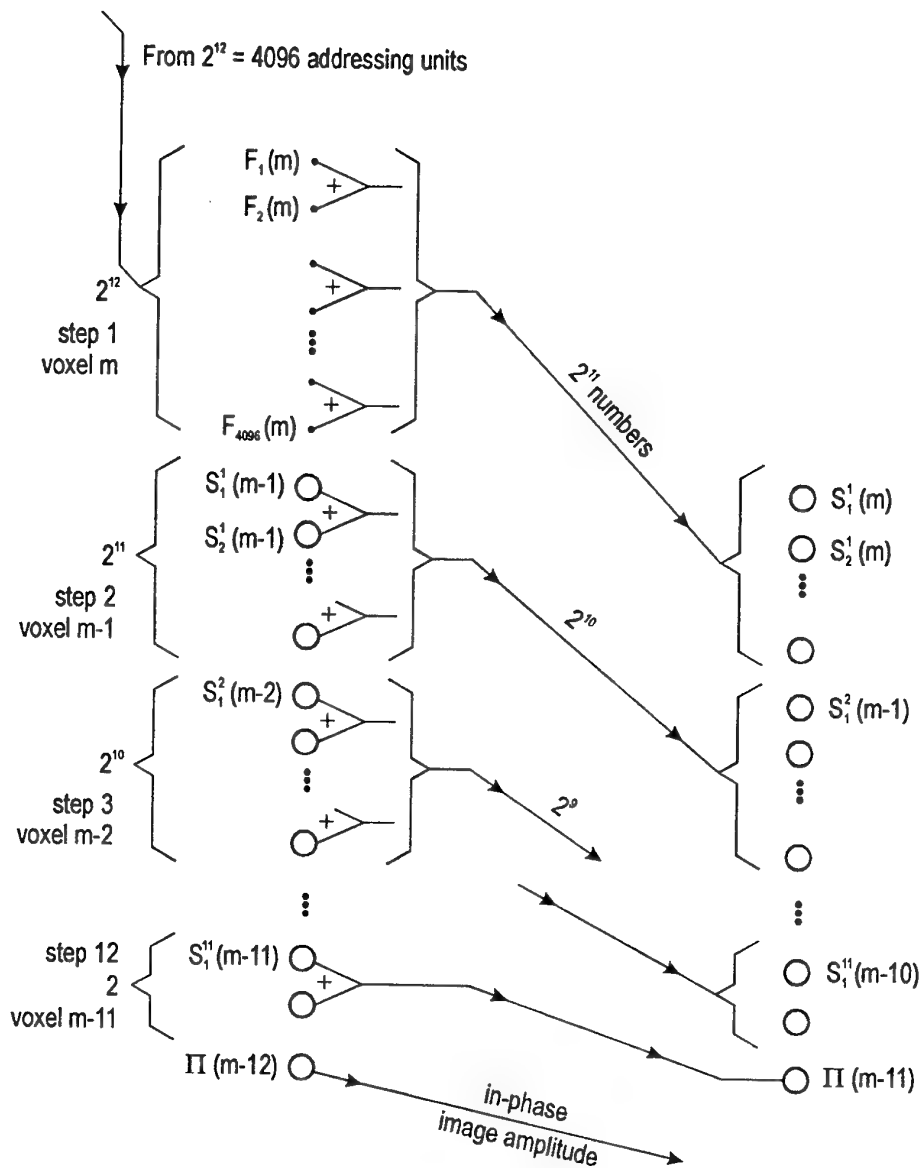 From 2¹² = 4096 addressing units
F₁ (m)
+
F₂ (m)
2¹²
+
step 1
voxel m
+
F₄₀₉₆ (m)
2¹¹ numbers
S₁¹ (m-1)
+
S₂¹ (m-1)
2¹¹
step 2
voxel m-1
+
2¹⁰
S₁¹ (m)
S₂¹ (m)
S₁² (m-2)
+
2¹⁰
step 3
voxel m-2
+
2⁹
S₁² (m-1)
step 12
2
voxel m-11
S₁¹¹ (m-11)
+
S₁¹¹ (m-10)
Π (m-12)
Π (m-11)
in-phase
image amplitude